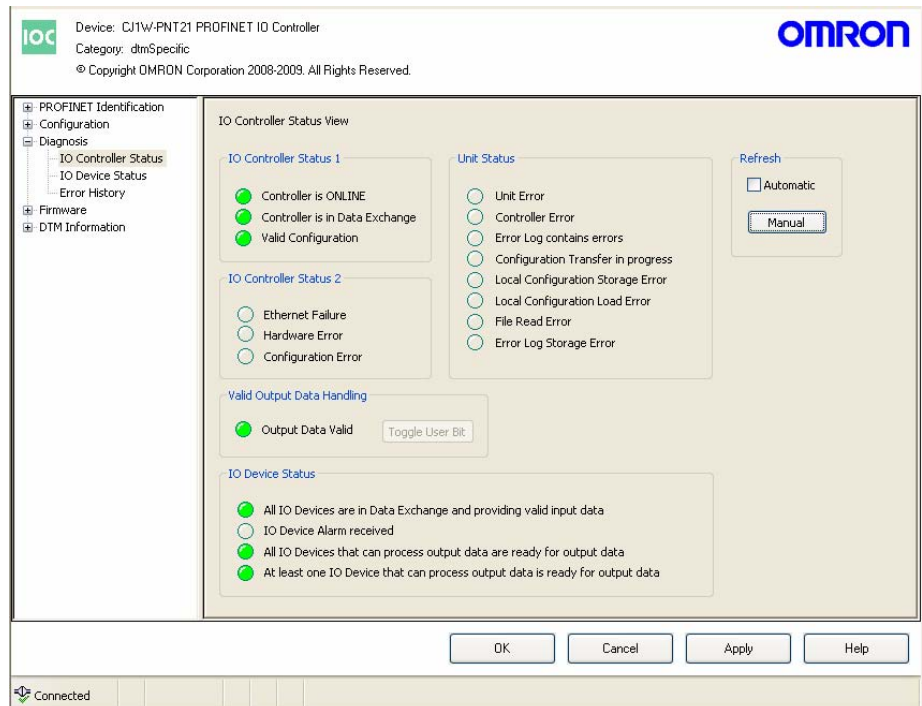 IOC
Device: CJ1W-PNT21 PROFINET IO Controller
Category: dtmSpecific
© Copyright OMRON Corporation 2008-2009. All Rights Reserved.
OMRON
PROFINET Identification
Configuration
Diagnosis
IO Controller Status
IO Device Status
Error History
Firmware
DTM Information
IO Controller Status View
IO Controller Status 1
Controller is ONLINE
Controller is in Data Exchange
Valid Configuration
IO Controller Status 2
Ethernet Failure
Hardware Error
Configuration Error
Unit Status
Unit Error
Controller Error
Error Log contains errors
Configuration Transfer in progress
Local Configuration Storage Error
Local Configuration Load Error
File Read Error
Error Log Storage Error
Refresh
Automatic
Manual
Valid Output Data Handling
Output Data Valid
Toggle User Bit
IO Device Status
All IO Devices are in Data Exchange and providing valid input data
IO Device Alarm received
All IO Devices that can process output data are ready for output data
At least one IO Device that can process output data is ready for output data
OK
Cancel
Apply
Help
Connected